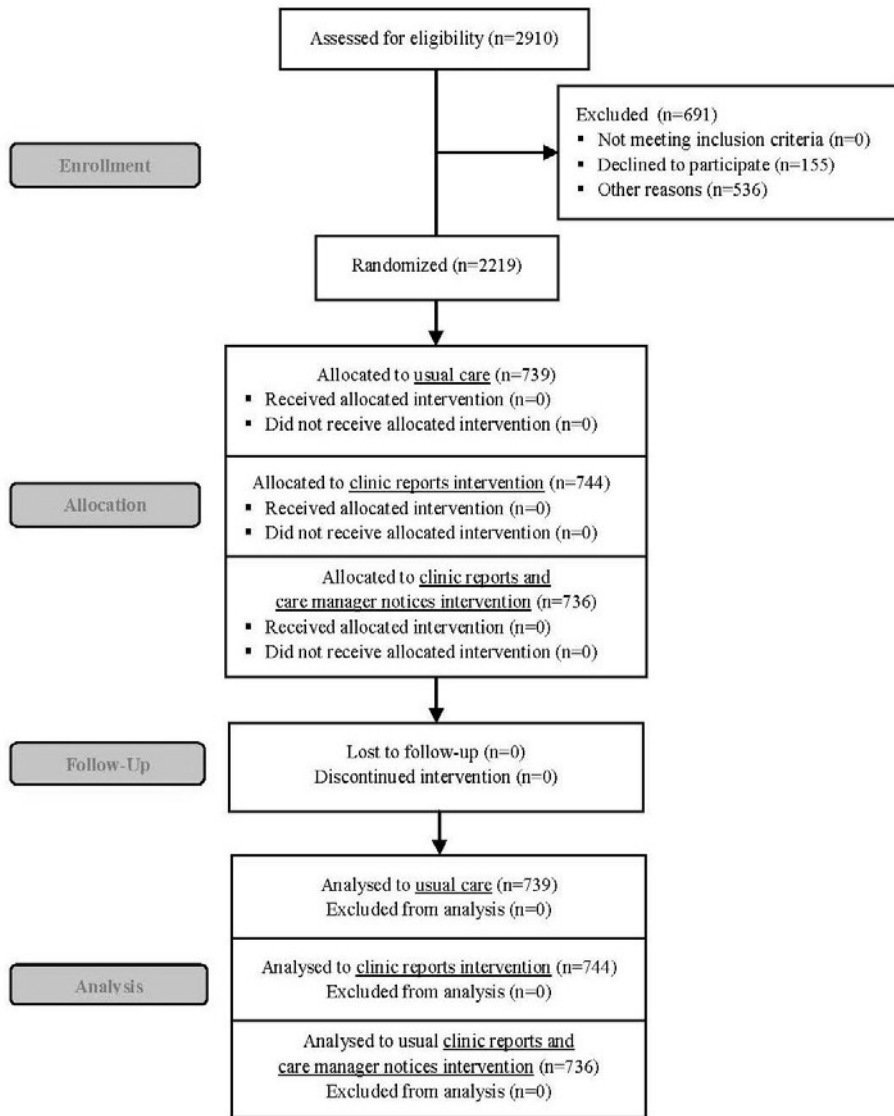 Assessed for eligibility (n=2910)
Excluded (n=691)
▪ Not meeting inclusion criteria (n=0)
▪ Declined to participate (n=155)
▪ Other reasons (n=536)
Enrollment
Randomized (n=2219)
Allocated to usual care (n=739)
▪ Received allocated intervention (n=0)
▪ Did not receive allocated intervention (n=0)
Allocation
Allocated to clinic reports intervention (n=744)
▪ Received allocated intervention (n=0)
▪ Did not receive allocated intervention (n=0)
Allocated to clinic reports and
care manager notices intervention (n=736)
▪ Received allocated intervention (n=0)
▪ Did not receive allocated intervention (n=0)
Follow-Up
Lost to follow-up (n=0)
Discontinued intervention (n=0)
Analysed to usual care (n=739)
Excluded from analysis (n=0)
Analysis
Analysed to clinic reports intervention (n=744)
Excluded from analysis (n=0)
Analysed to usual clinic reports and
care manager notices intervention (n=736)
Excluded from analysis (n=0)